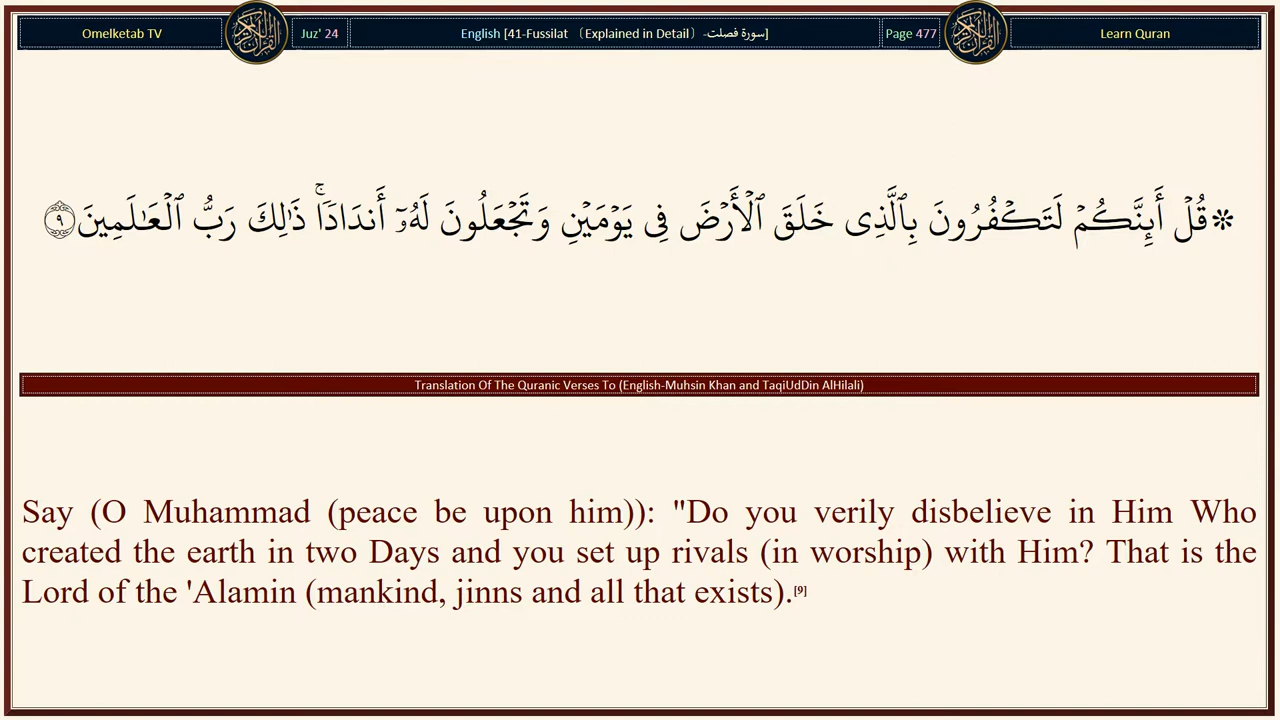 Omelketab TV
Juz' 24
English [41-Fussilat （Explained in Detail）-سورة فصلت]
Page 477
Learn Quran
۞ قُلۡ أَئِنَّكُمۡ لَتَكۡفُرُونَ بِٱلَّذِى خَلَقَ ٱلۡأَرۡضَ فِى يَوۡمَيۡنِ وَتَجۡعَلُونَ لَهُۥٓ أَندَادٗاۚ ذَٰلِكَ رَبُّ ٱلۡعَٰلَمِينَ ٩
Translation Of The Quranic Verses To (English-Muhsin Khan and TaqiUdDin AlHilali)
Say (O Muhammad (peace be upon him)): "Do you verily disbelieve in Him Who
created the earth in two Days and you set up rivals (in worship) with Him? That is the
Lord of the 'Alamin (mankind, jinns and all that exists).[9]